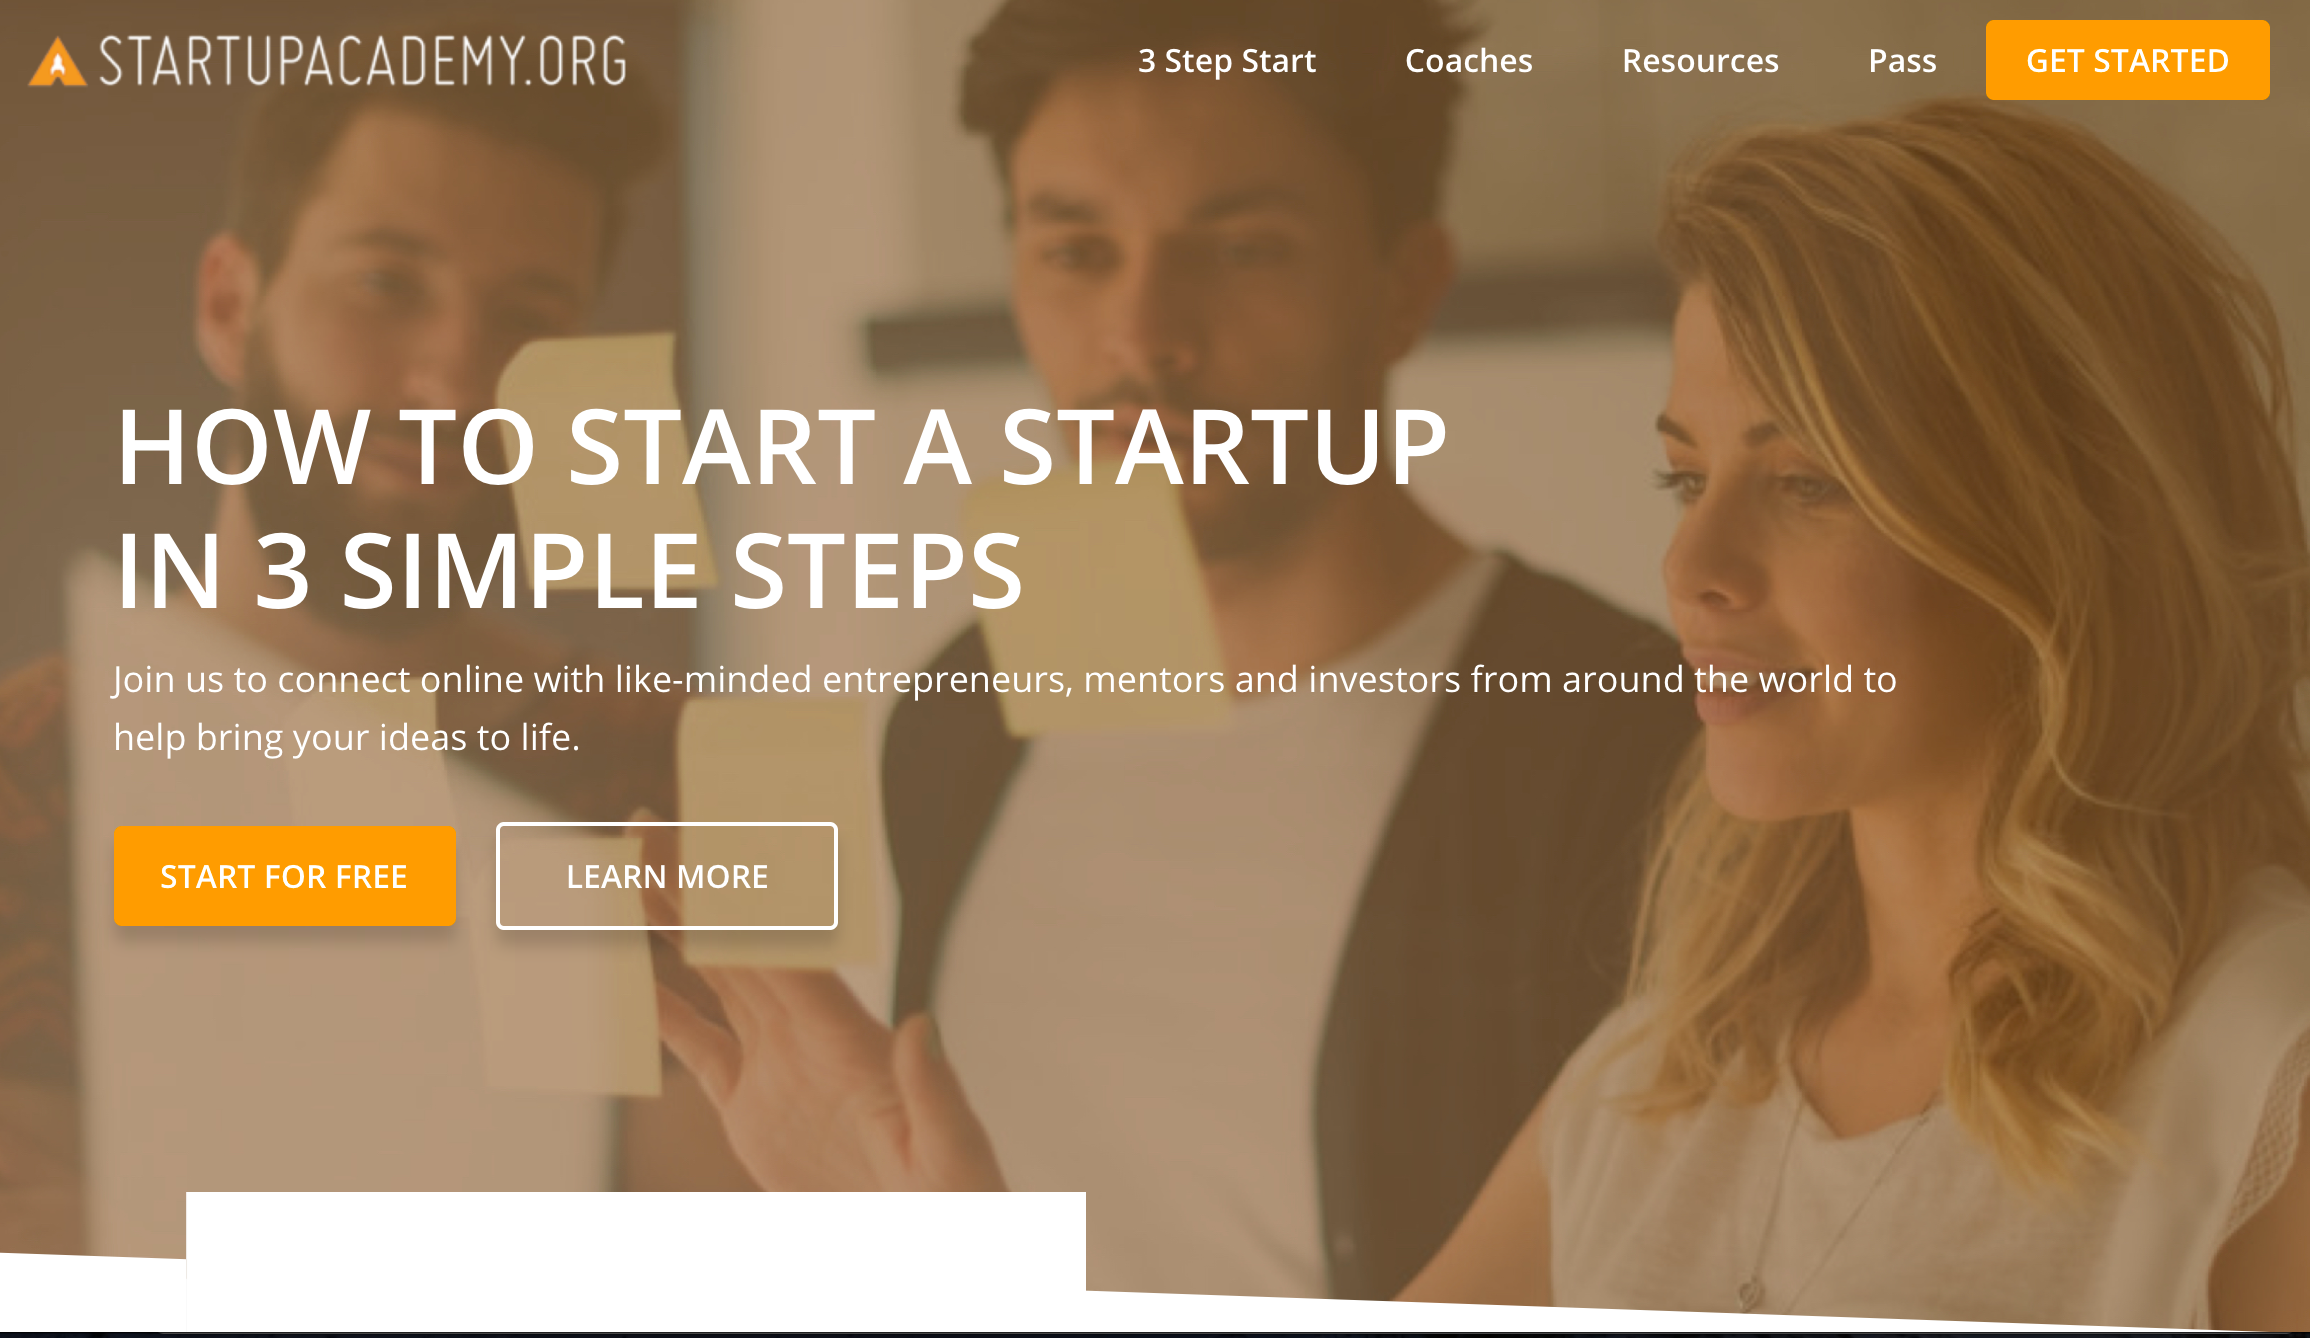 STARTUPACADEMY.ORG
3 Step Start
Coaches
Resources
Pass
GET STARTED
HOW TO START A STARTUP
IN 3 SIMPLE STEPS
Join us to connect online with like-minded entrepreneurs, mentors and investors from around the world to
help bring your ideas to life.
START FOR FREE
LEARN MORE